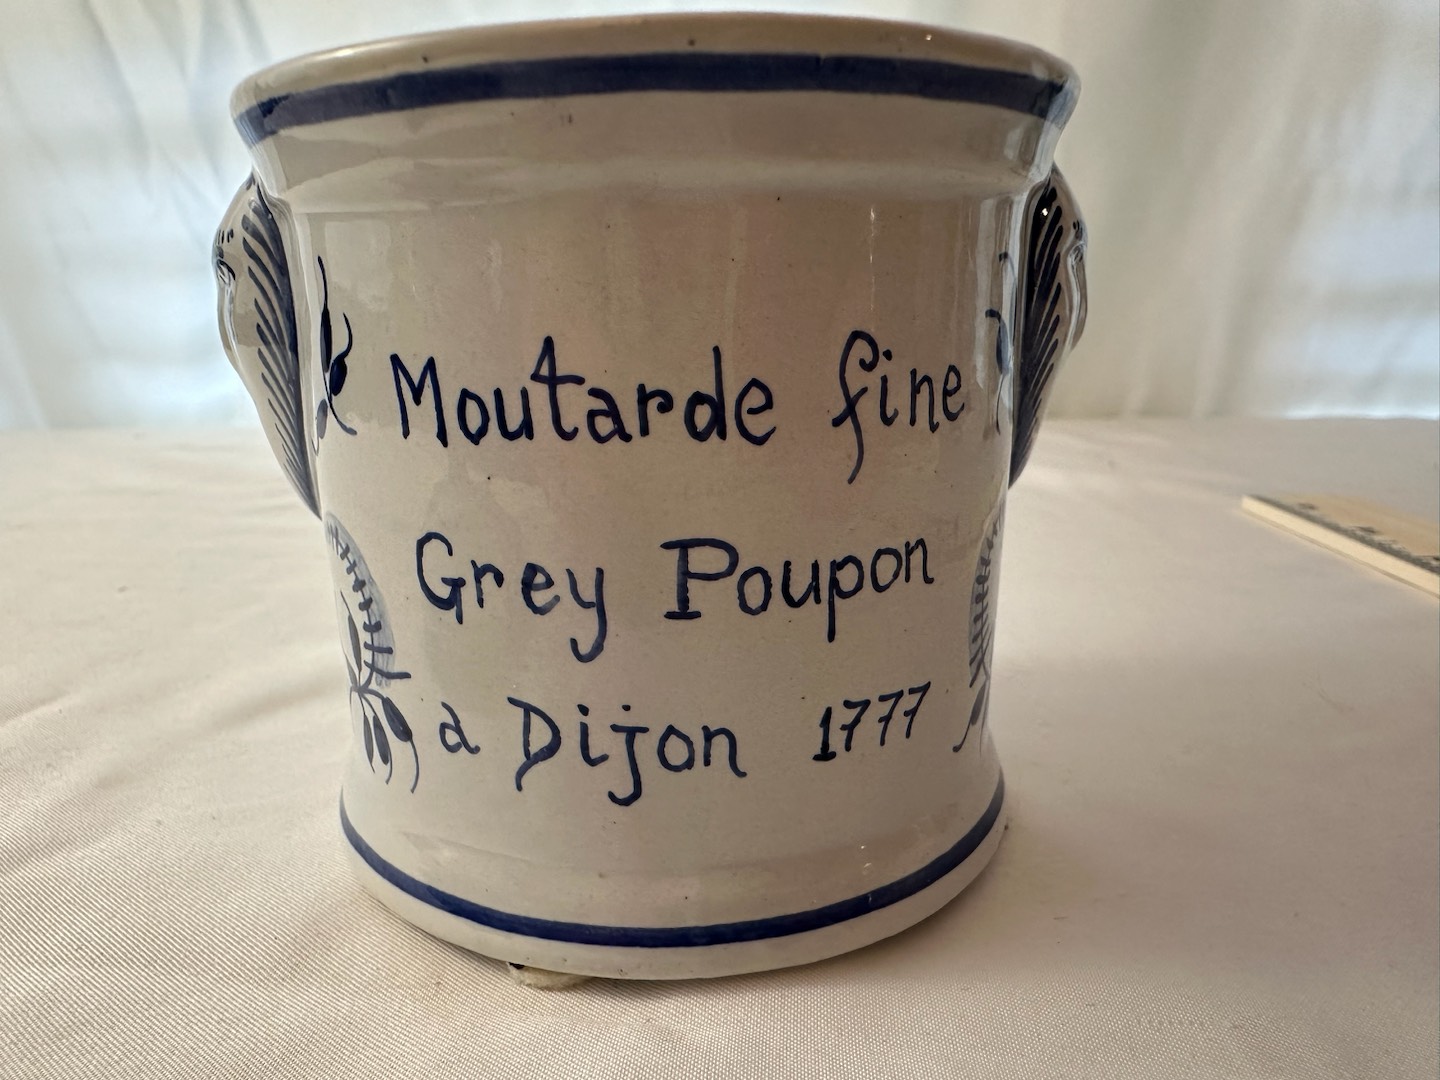 Moutarde fine
Grey Poupon
a Dijon 1777